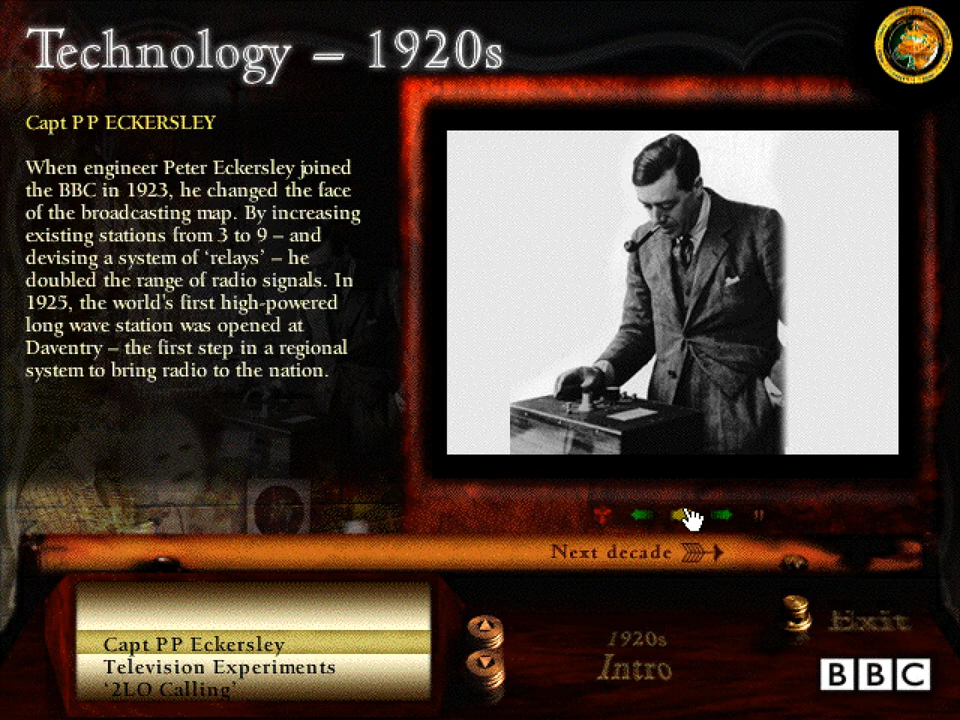 Technology – 1920s
Capt P P ECKERSLEY
When engineer Peter Eckersley joined
the BBC in 1923, he changed the face
of the broadcasting map. By increasing
existing stations from 3 to 9 – and
devising a system of ‘relays’ – he
doubled the range of radio signals. In
1925, the world's first high-powered
long wave station was opened at
Daventry – the first step in a regional
system to bring radio to the nation.
Next decade
Capt P P Eckersley
Television Experiments
‘2LO Calling’
1920s
Intro
Exit
BBC